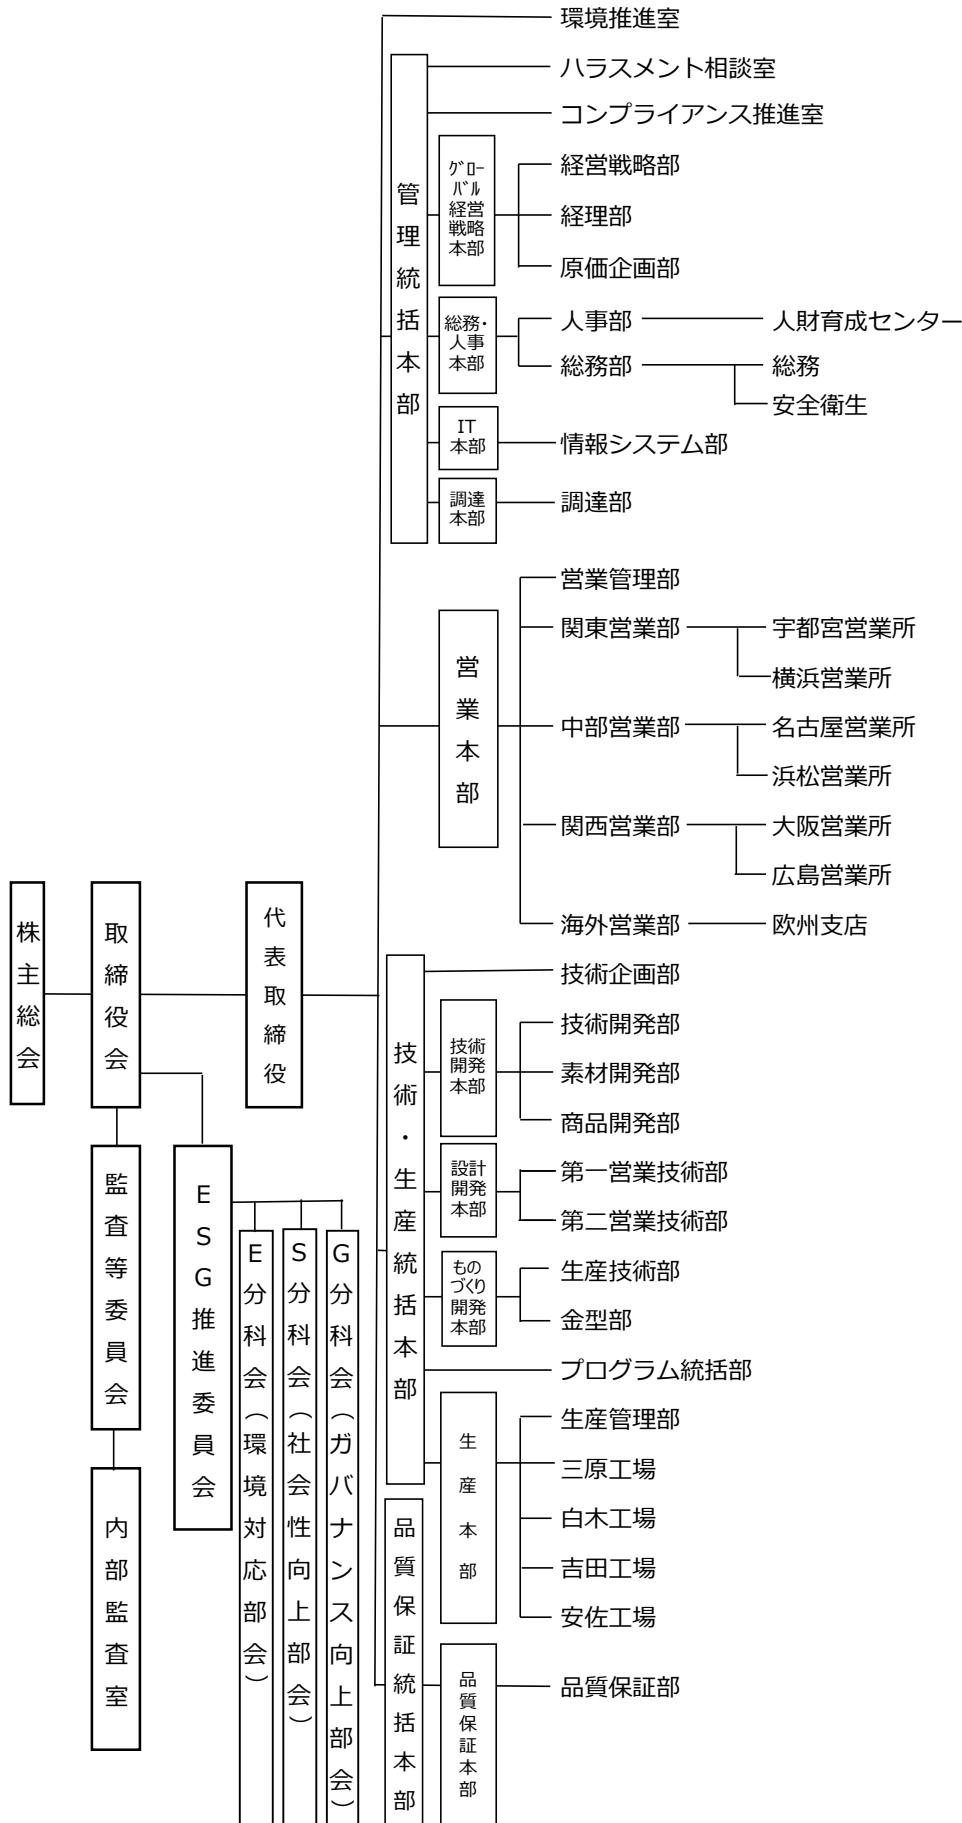 環境推進室
ハラスメント相談室
コンプライアンス推進室
管理統括本部
グローバル経営戦略本部
経営戦略部
経理部
原価企画部
総務・人事本部
人事部
人財育成センター
総務部
総務
安全衛生
IT本部
情報システム部
調達本部
調達部
営業本部
営業管理部
関東営業部
宇都宮営業所
横浜営業所
中部営業部
名古屋営業所
浜松営業所
関西営業部
大阪営業所
広島営業所
海外営業部
欧州支店
株主総会
取締役会
代表取締役
監査等委員会
内部監査室
ESG推進委員会
E分科会（環境対応部会）
S分科会（社会性向上部会）
G分科会（ガバナンス向上部会）
技術・生産統括本部
技術企画部
技術開発本部
技術開発部
素材開発部
商品開発部
設計開発本部
第一営業技術部
第二営業技術部
ものづくり開発本部
生産技術部
金型部
プログラム統括部
生産本部
生産管理部
三原工場
白木工場
吉田工場
安佐工場
品質保証統括本部
品質保証本部
品質保証部